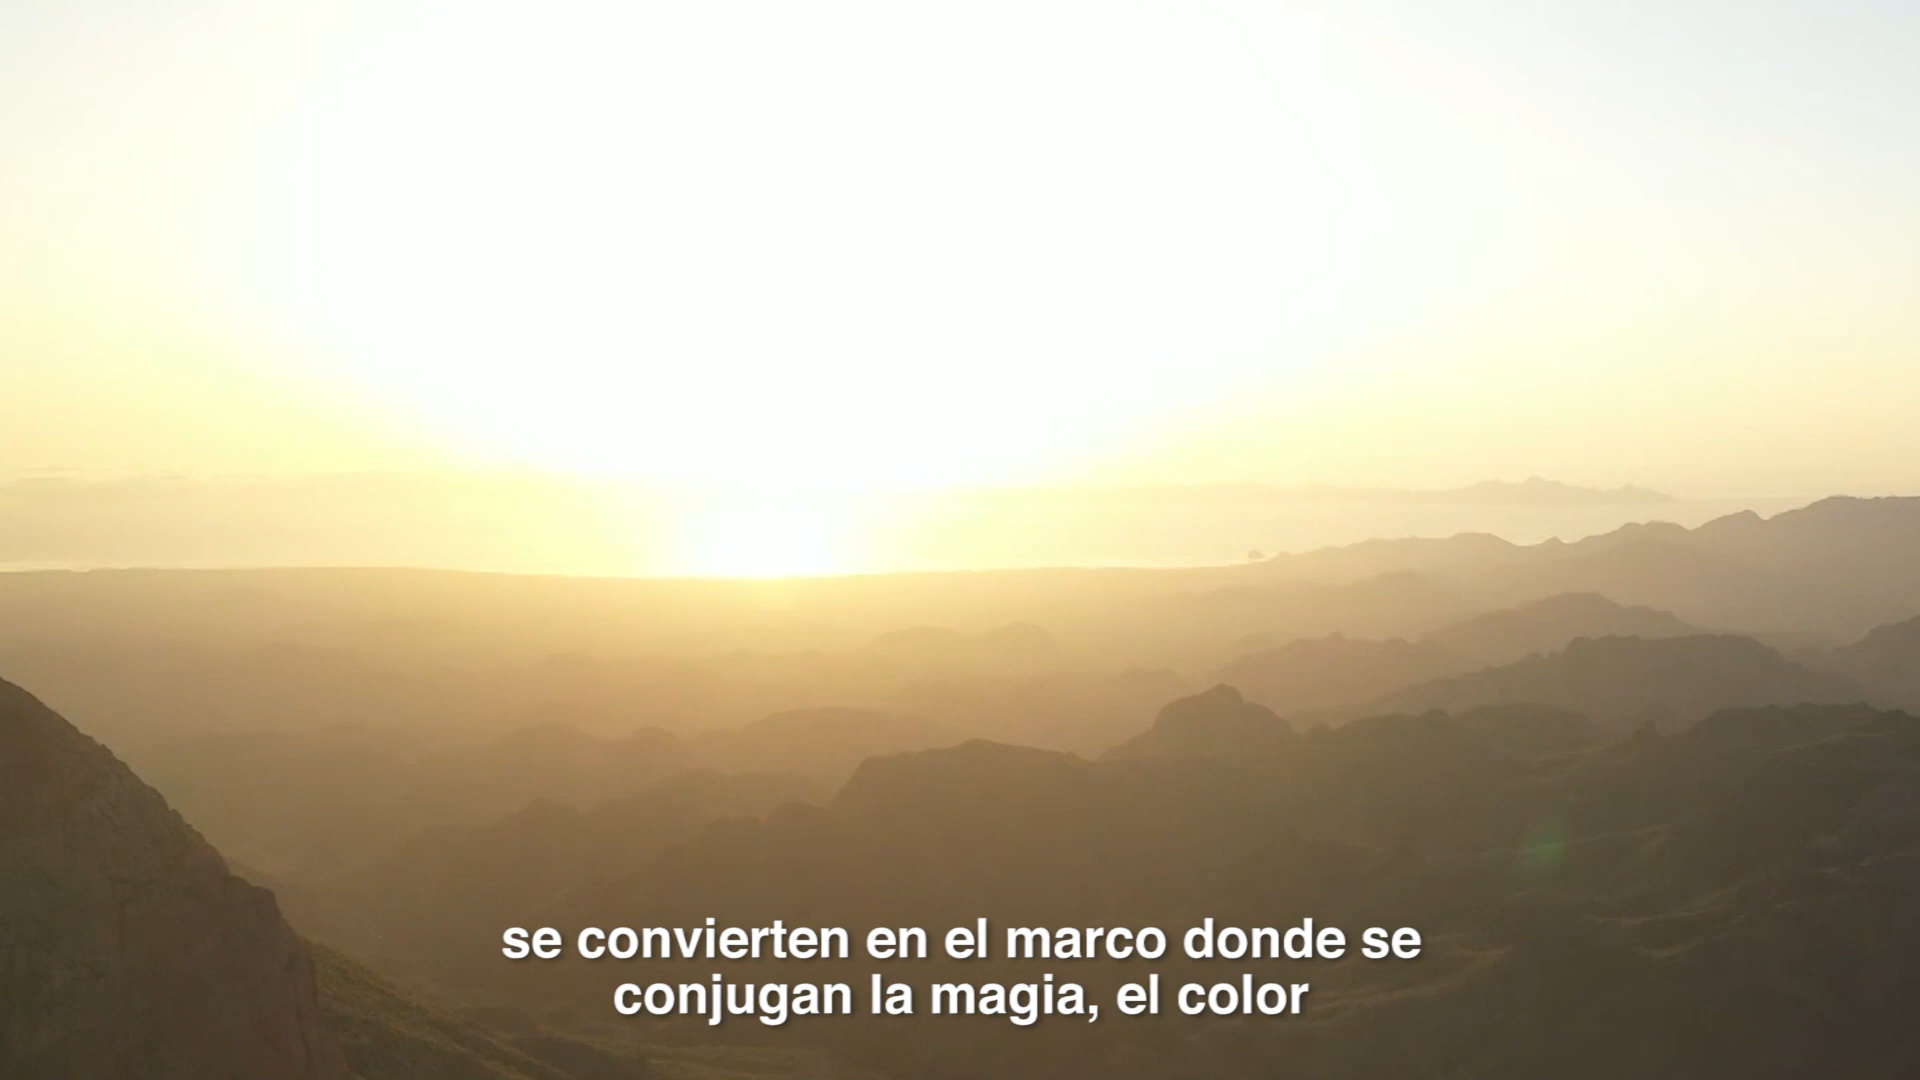 se convierten en el marco donde se
conjugan la magia, el color